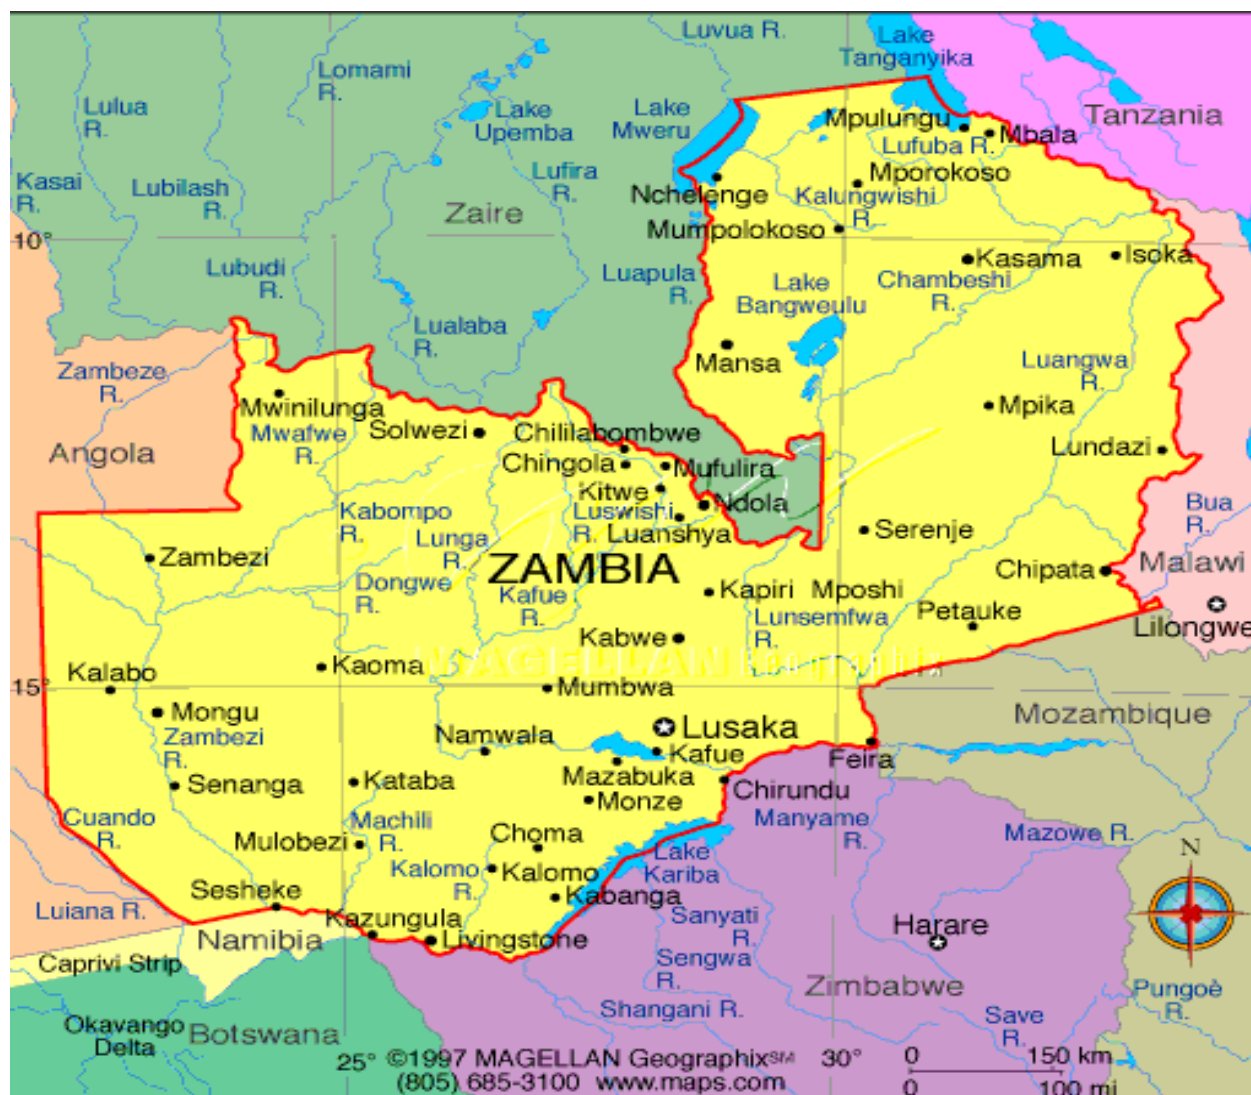 Luvua R.
Lake
Tanganyika
Lomami
R.
Lulua
R.
Lake
Upemba
Lake
Mweru
Mpulungu
Mbala
Tanzania
Lufuba R.
Kasai
R.
Lubilash
R.
Lufira
R.
Zaire
Nchelenge
Mporokoso
Kalungwishi
R.
Mumpolokoso
10°
Lubudi
R.
Luapula
R.
Lake
Bangweulu
Kasama
Chambeshi
R.
Isoka
Lualaba
R.
Zambeze
R.
Mansa
Luangwa
R.
Mwinilunga
Mwafwe
R.
Solwezi
Chililabombwe
Mpika
Angola
Chingola
Mufulira
Lundazi
Kitwe
Ndola
Kabompo
R.
Lunga
R.
Luswishi
R.
Luanshya
Serenje
Bua
R.
Zambezi
ZAMBIA
Chipata
Malawi
Dongwe
R.
Kafue
R.
Kapiri Mposhi
Lunsemfwa
R.
Petauke
Lilongwe
Kabwe
Kalabo
Kaoma
MAGELLAN Geographix
15°
Mumbwa
Mongu
Zambezi
R.
Lusaka
Mozambique
Namwala
Kafue
Feira
Senanga
Kataba
Mazabuka
Monze
Chirundu
Cuando
R.
Machili
R.
Manyame
R.
Mulobezi
Choma
Mazowe R.
Kalomo
R.
Kalomo
Lake
Kariba
N
Sesheke
Kabanga
Luiana R.
Kazungula
Sanyati
R.
Harare
Namibia
Livingstone
Caprivi Strip
Sengwa
R.
Zimbabwe
Pungoè
R.
Shangani R.
Save
R.
Okavango
Delta
Botswana
25° ©1997 MAGELLAN Geographix℠ 30° 0 150 km
(805) 685-3100 www.maps.com 0 100 mi